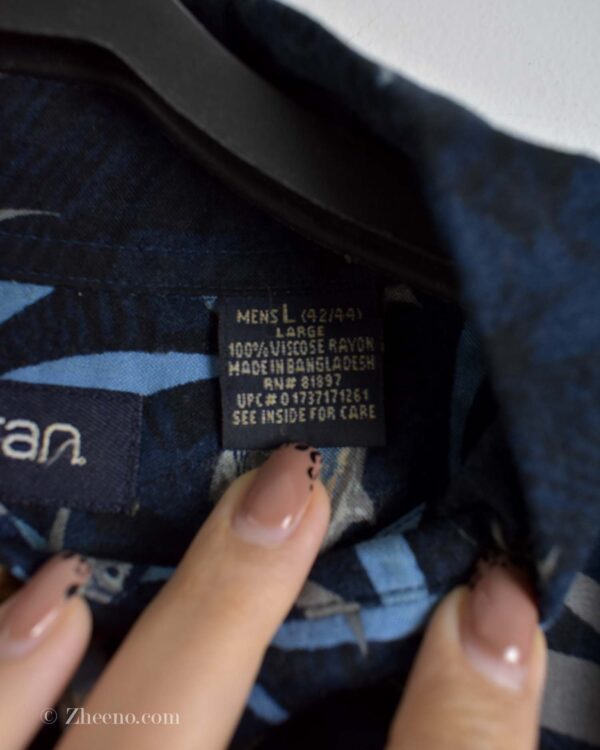 MENS L (42/44)
LARGE
100% VISCOSE RAYON
MADE IN BANGLADESH
RN# 81897
UPC# 01737171261
SEE INSIDE FOR CARE
an
© Zheeno.com